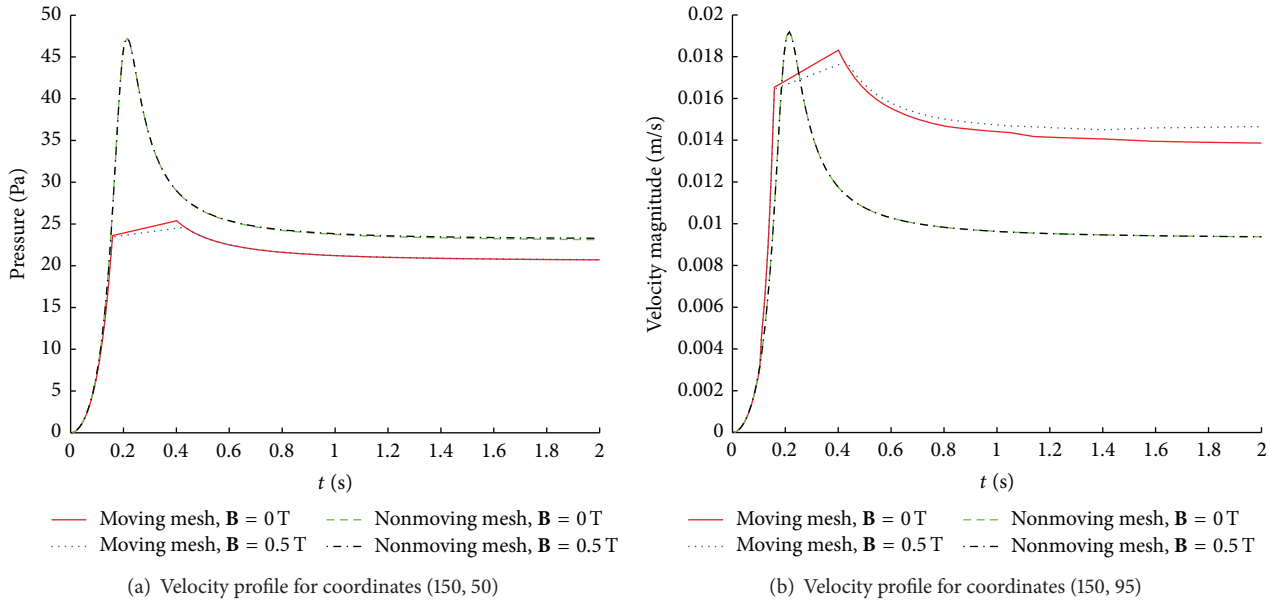 50
45
40
35
30
25
20
15
10
5
0
Pressure (Pa)
0 0.2 0.4 0.6 0.8 1 1.2 1.4 1.6 1.8 2
t (s)
Moving mesh, B = 0 T
Moving mesh, B = 0.5 T
Nonmoving mesh, B = 0 T
Nonmoving mesh, B = 0.5 T
(a) Velocity profile for coordinates (150, 50)
0.02
0.018
0.016
0.014
0.012
0.01
0.008
0.006
0.004
0.002
0
Velocity magnitude (m/s)
0 0.2 0.4 0.6 0.8 1 1.2 1.4 1.6 1.8 2
t (s)
Moving mesh, B = 0 T
Moving mesh, B = 0.5 T
Nonmoving mesh, B = 0 T
Nonmoving mesh, B = 0.5 T
(b) Velocity profile for coordinates (150, 95)